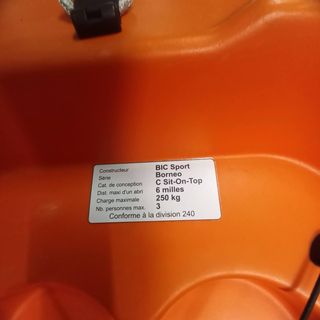 Constructeur BIC Sport
Série Borneo
Cat. de conception C Sit-On-Top
Dist. maxi d'un abri 6 milles
Charge maximale 250 kg
Nb. personnes max. 3
Conforme à la division 240